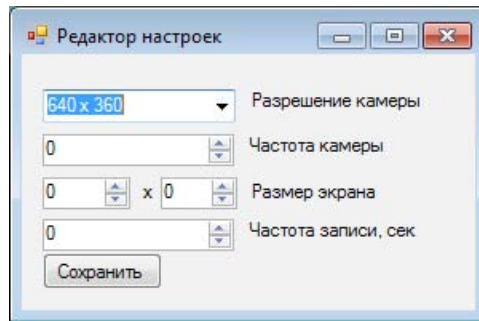 Редактор настроек
640 x 360 Разрешение камеры
0 Частота камеры
0 x 0 Размер экрана
0 Частота записи, сек
Сохранить